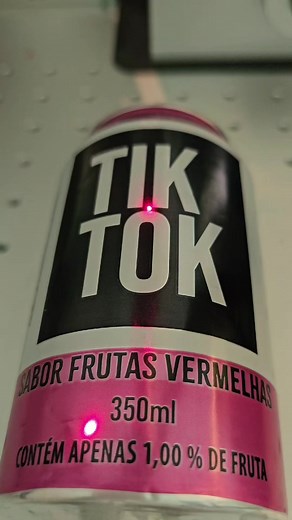 TIK
TOK
SABOR FRUTAS VERMELHAS
350ml
CONTÉM APENAS 1,00 % DE FRUTA